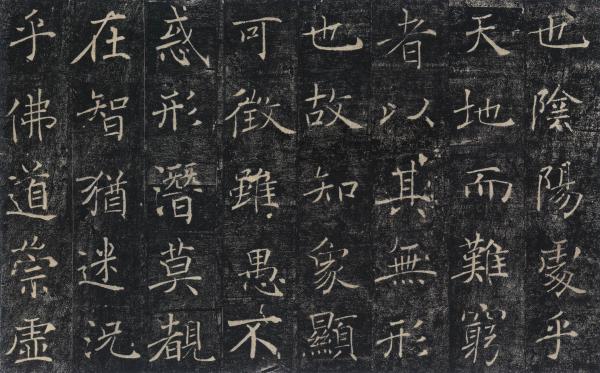 也陰陽處乎
天地而難窮
者以其無形
也故知象顯
可徵雖愚不
惑形潛莫覩
在智猶迷況
乎佛道崇虛